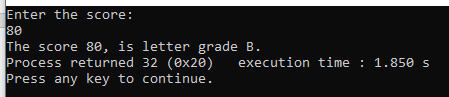 Enter the score:
80
The score 80, is letter grade B.
Process returned 32 (0x20)   execution time : 1.850 s
Press any key to continue.